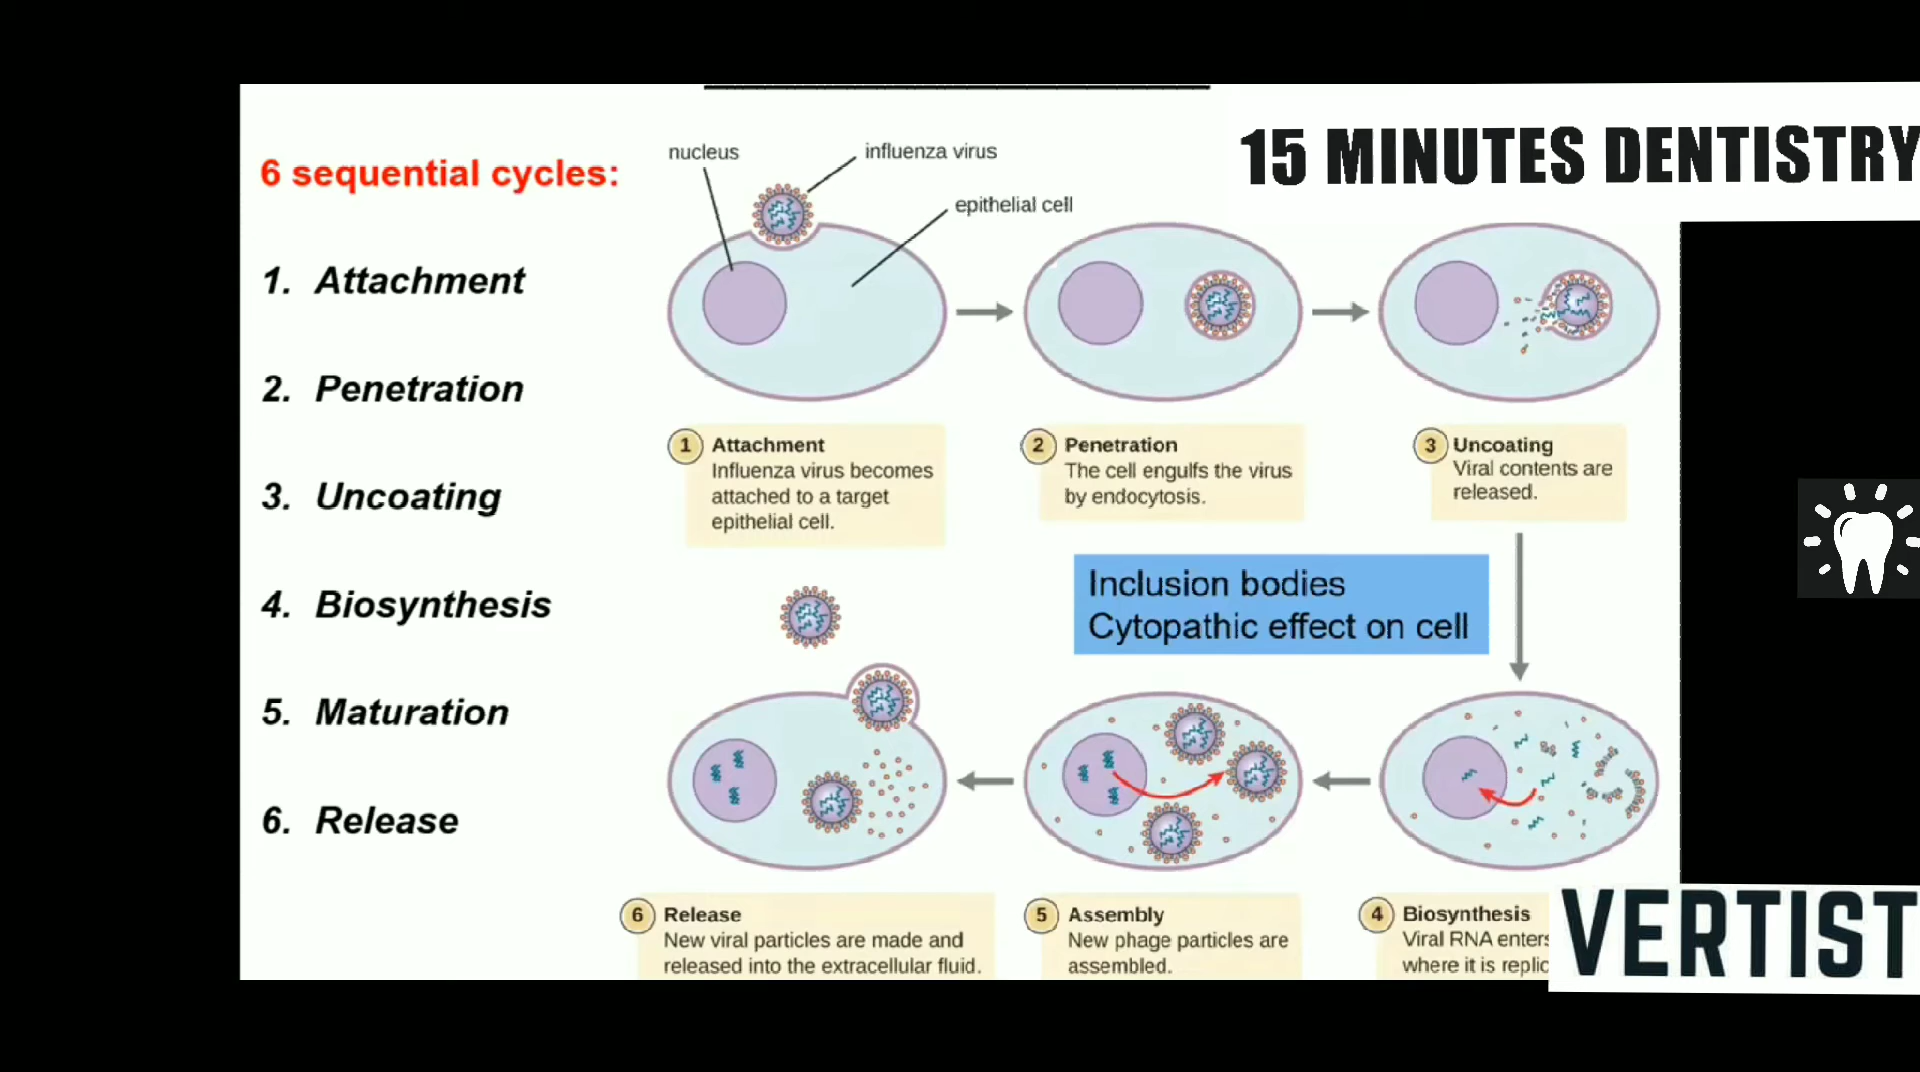 15 MINUTES DENTISTRY
6 sequential cycles:
1. Attachment
2. Penetration
3. Uncoating
4. Biosynthesis
5. Maturation
6. Release
nucleus
influenza virus
epithelial cell
1 Attachment
Influenza virus becomes
attached to a target
epithelial cell.
2 Penetration
The cell engulfs the virus
by endocytosis.
3 Uncoating
Viral contents are
released.
Inclusion bodies
Cytopathic effect on cell
6 Release
New viral particles are made and
released into the extracellular fluid.
5 Assembly
New phage particles are
assembled.
4 Biosynthesis
Viral RNA enters
where it is
VERTIST